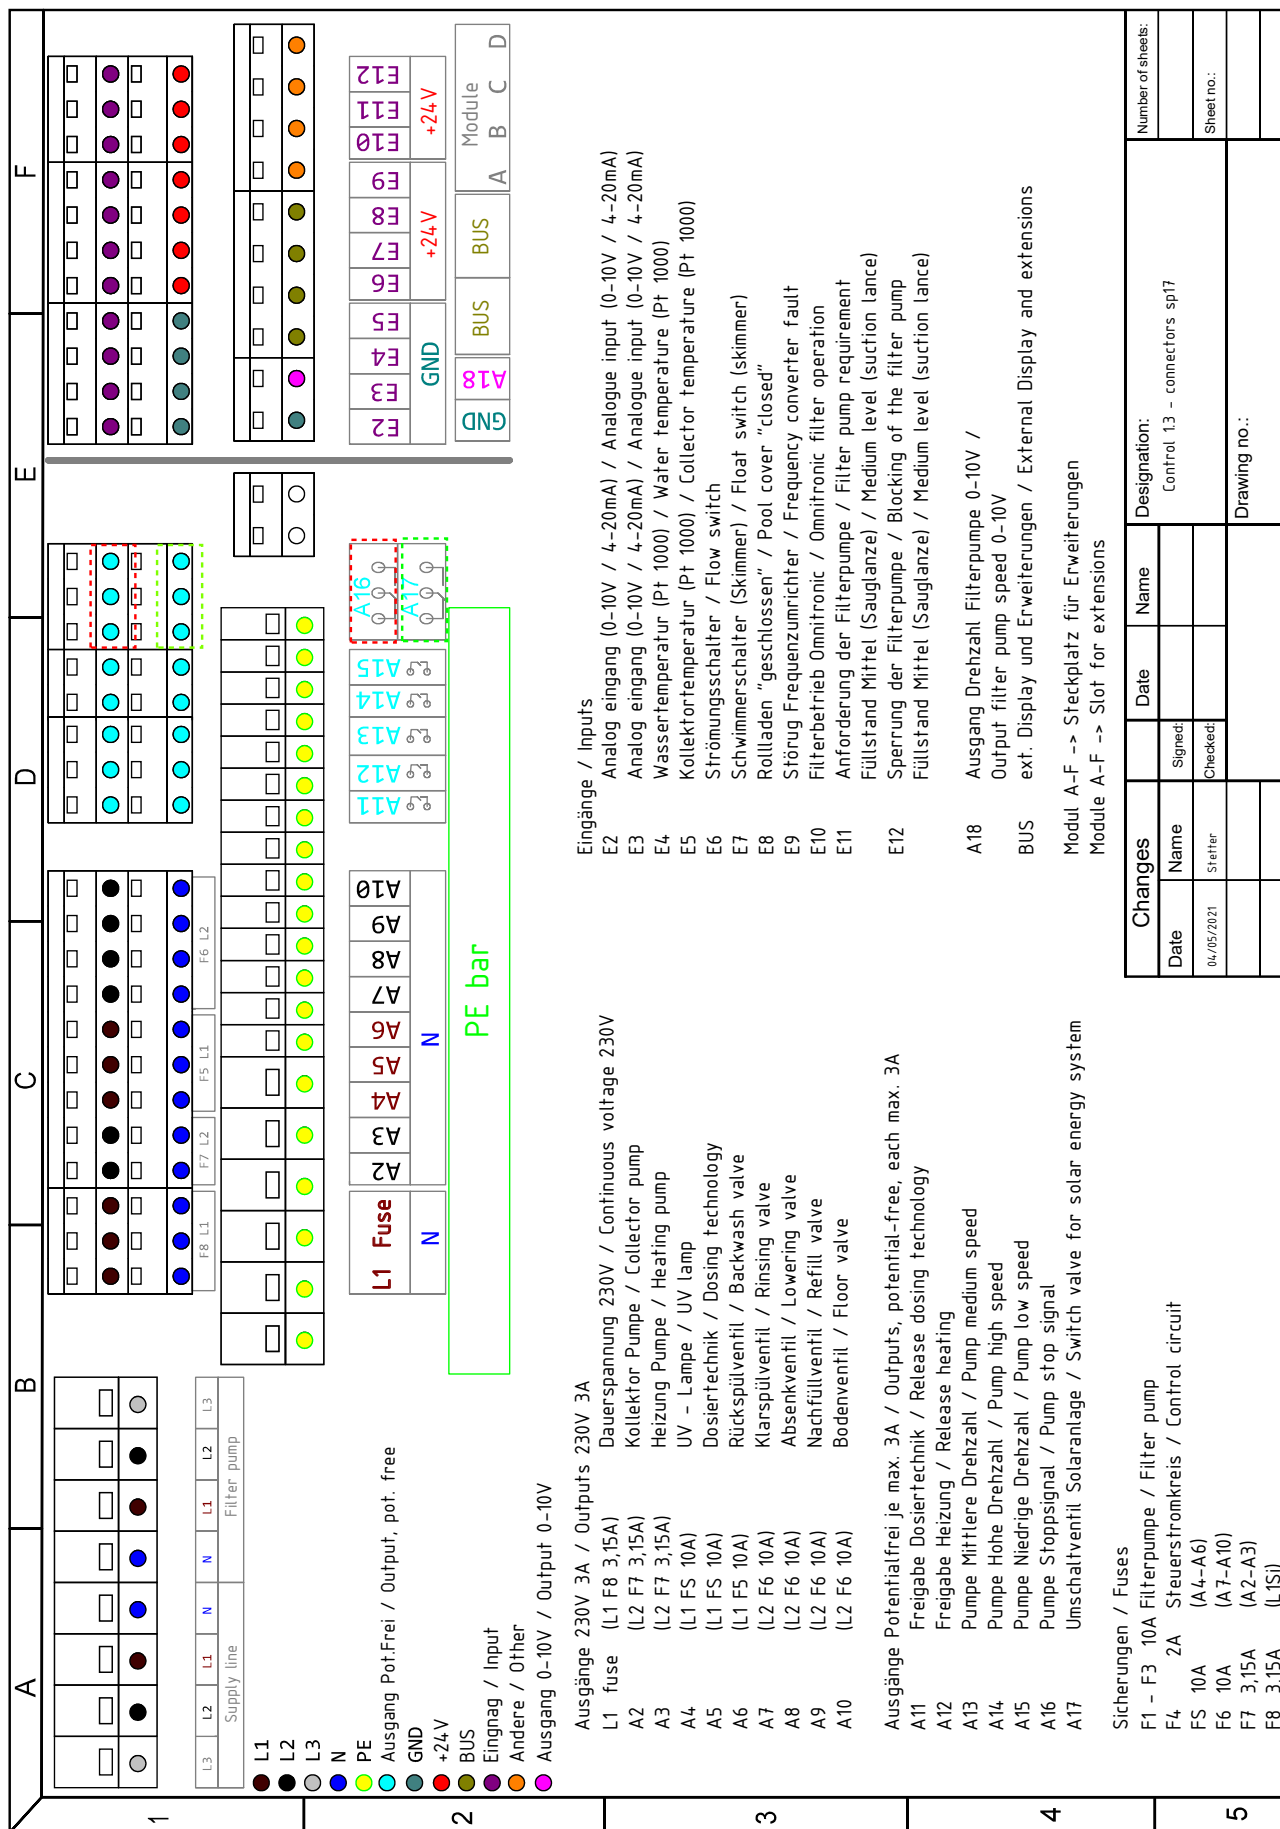 A
B
C
D
E
F
1
2
3
4
5
L3
L2
L1
N
N
L1
L2
L3
Supply line
Filter pump
F8 L1
F7 L2
F5 L1
F6 L2
L1 Fuse
A2
A3
A4
A5
A6
A7
A8
A9
A10
N
N
PE bar
A11
A12
A13
A14
A15
A16
A17
E2
E3
E4
E5
E6
E7
E8
E9
E10
E11
E12
GND
+24V
+24V
GND
A18
BUS
BUS
Module
A B C D
L1
L2
L3
N
PE
Ausgang Pot.Frei / Output, pot. free
GND
+24V
BUS
Eingnag / Input
Andere / Other
Ausgang 0-10V / Output 0-10V
Ausgänge 230V 3A / Outputs 230V 3A
L1 fuse (L1 F8 3,15A) Dauerspannung 230V / Continuous voltage 230V
A2 (L2 F7 3,15A) Kollektor Pumpe / Collector pump
A3 (L2 F7 3,15A) Heizung Pumpe / Heating pump
A4 (L1 FS 10A) UV - Lampe / UV lamp
A5 (L1 FS 10A) Dosiertechnik / Dosing technology
A6 (L1 F5 10A) Rückspülventil / Backwash valve
A7 (L2 F6 10A) Klarspülventil / Rinsing valve
A8 (L2 F6 10A) Absenkventil / Lowering valve
A9 (L2 F6 10A) Nachfüllventil / Refill valve
A10 (L2 F6 10A) Bodenventil / Floor valve
Ausgänge Potentialfrei je max. 3A / Outputs, potential-free, each max. 3A
A11 Freigabe Dosiertechnik / Release dosing technology
A12 Freigabe Heizung / Release heating
A13 Pumpe Mittlere Drehzahl / Pump medium speed
A14 Pumpe Hohe Drehzahl / Pump high speed
A15 Pumpe Niedrige Drehzahl / Pump low speed
A16 Pumpe Stoppsignal / Pump stop signal
A17 Umschaltventil Solaranlage / Switch valve for solar energy system
Sicherungen / Fuses
F1 - F3 10A Filterpumpe / Filter pump
F4 2A Steuerstromkreis / Control circuit
FS 10A (A4-A6)
F6 10A (A7-A10)
F7 3,15A (A2-A3)
F8 3,15A (L1Si)
Eingänge / Inputs
E2 Analog eingang (0-10V / 4-20mA) / Analogue input (0-10V / 4-20mA)
E3 Analog eingang (0-10V / 4-20mA) / Analogue input (0-10V / 4-20mA)
E4 Wassertemperatur (Pt 1000) / Water temperature (Pt 1000)
E5 Kollektortemperatur (Pt 1000) / Collector temperature (Pt 1000)
E6 Strömungsschalter / Flow switch
E7 Schwimmerschalter (Skimmer) / Float switch (skimmer)
E8 Rollladen "geschlossen" / Pool cover "closed"
E9 Störug Frequenzumrichter / Frequency converter fault
E10 Filterbetrieb Omnitronic / Omnitronic filter operation
E11 Anforderung der Filterpumpe / Filter pump requirement
Füllstand Mittel (Sauglanze) / Medium level (suction lance)
E12 Sperrung der Filterpumpe / Blocking of the filter pump
Füllstand Mittel (Sauglanze) / Medium level (suction lance)
A18 Ausgang Drehzahl Filterpumpe 0-10V /
Output filter pump speed 0-10V
BUS ext. Display und Erweiterungen / External Display and extensions
Modul A-F --> Steckplatz für Erweiterungen
Module A-F --> Slot for extensions
Changes
Date Name
04/05/2021 Stetter
Date Name
Signed:
Checked:
Designation:
Control 1.3 - connectors sp17
Drawing no.:
Number of sheets:
Sheet no.: